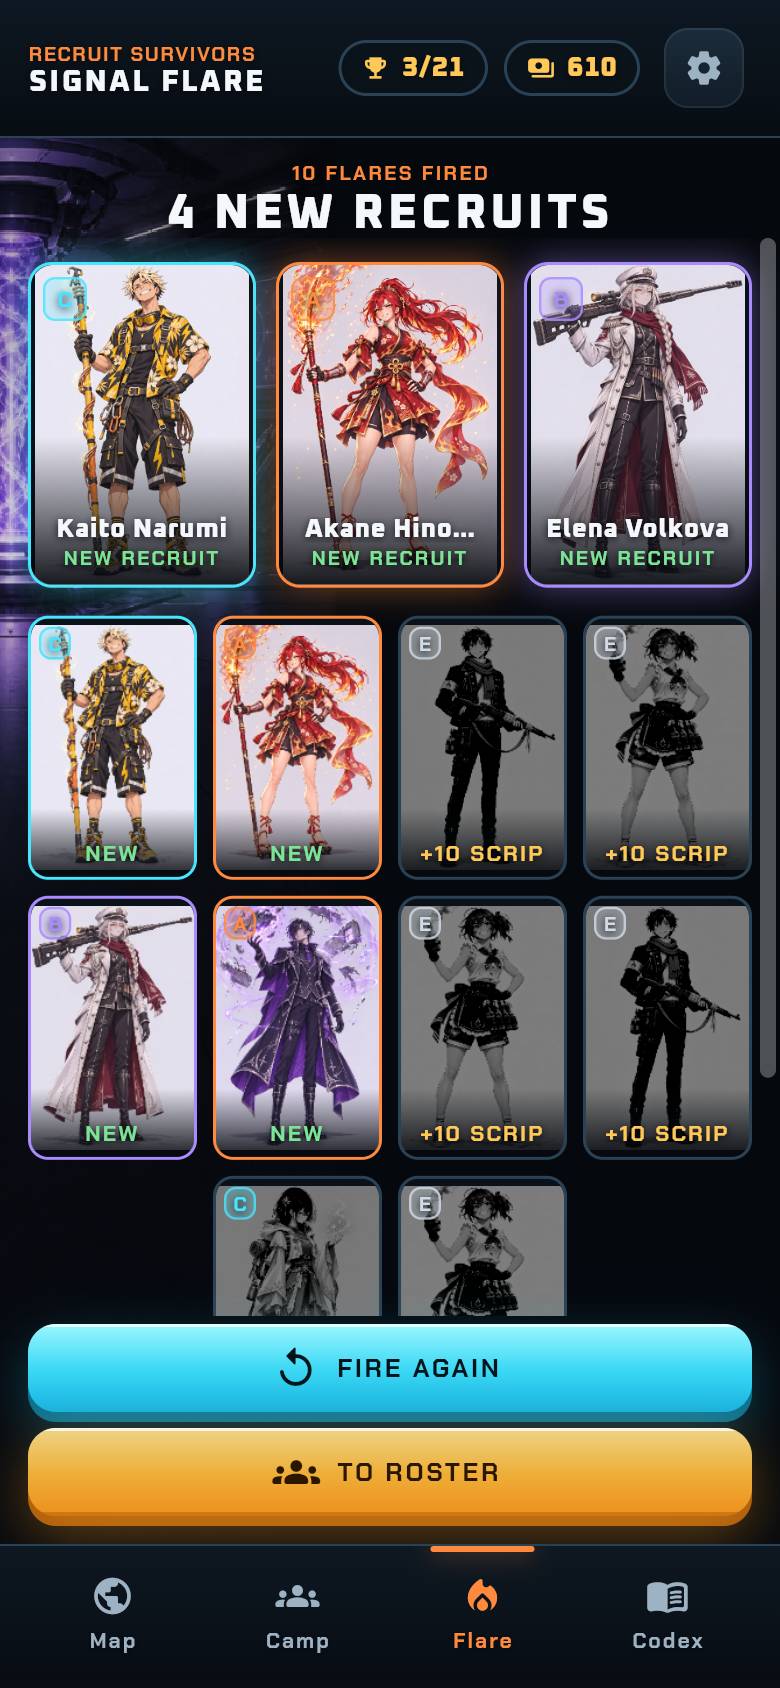 RECRUIT SURVIVORS
SIGNAL FLARE
3/21
610
10 FLARES FIRED
4 NEW RECRUITS
C
A
B
Kaito Narumi
Akane Hino...
Elena Volkova
NEW RECRUIT
NEW RECRUIT
NEW RECRUIT
C
A
E
E
NEW
NEW
+10 SCRIP
+10 SCRIP
B
A
E
E
NEW
NEW
+10 SCRIP
+10 SCRIP
C
E
FIRE AGAIN
TO ROSTER
Map
Camp
Flare
Codex